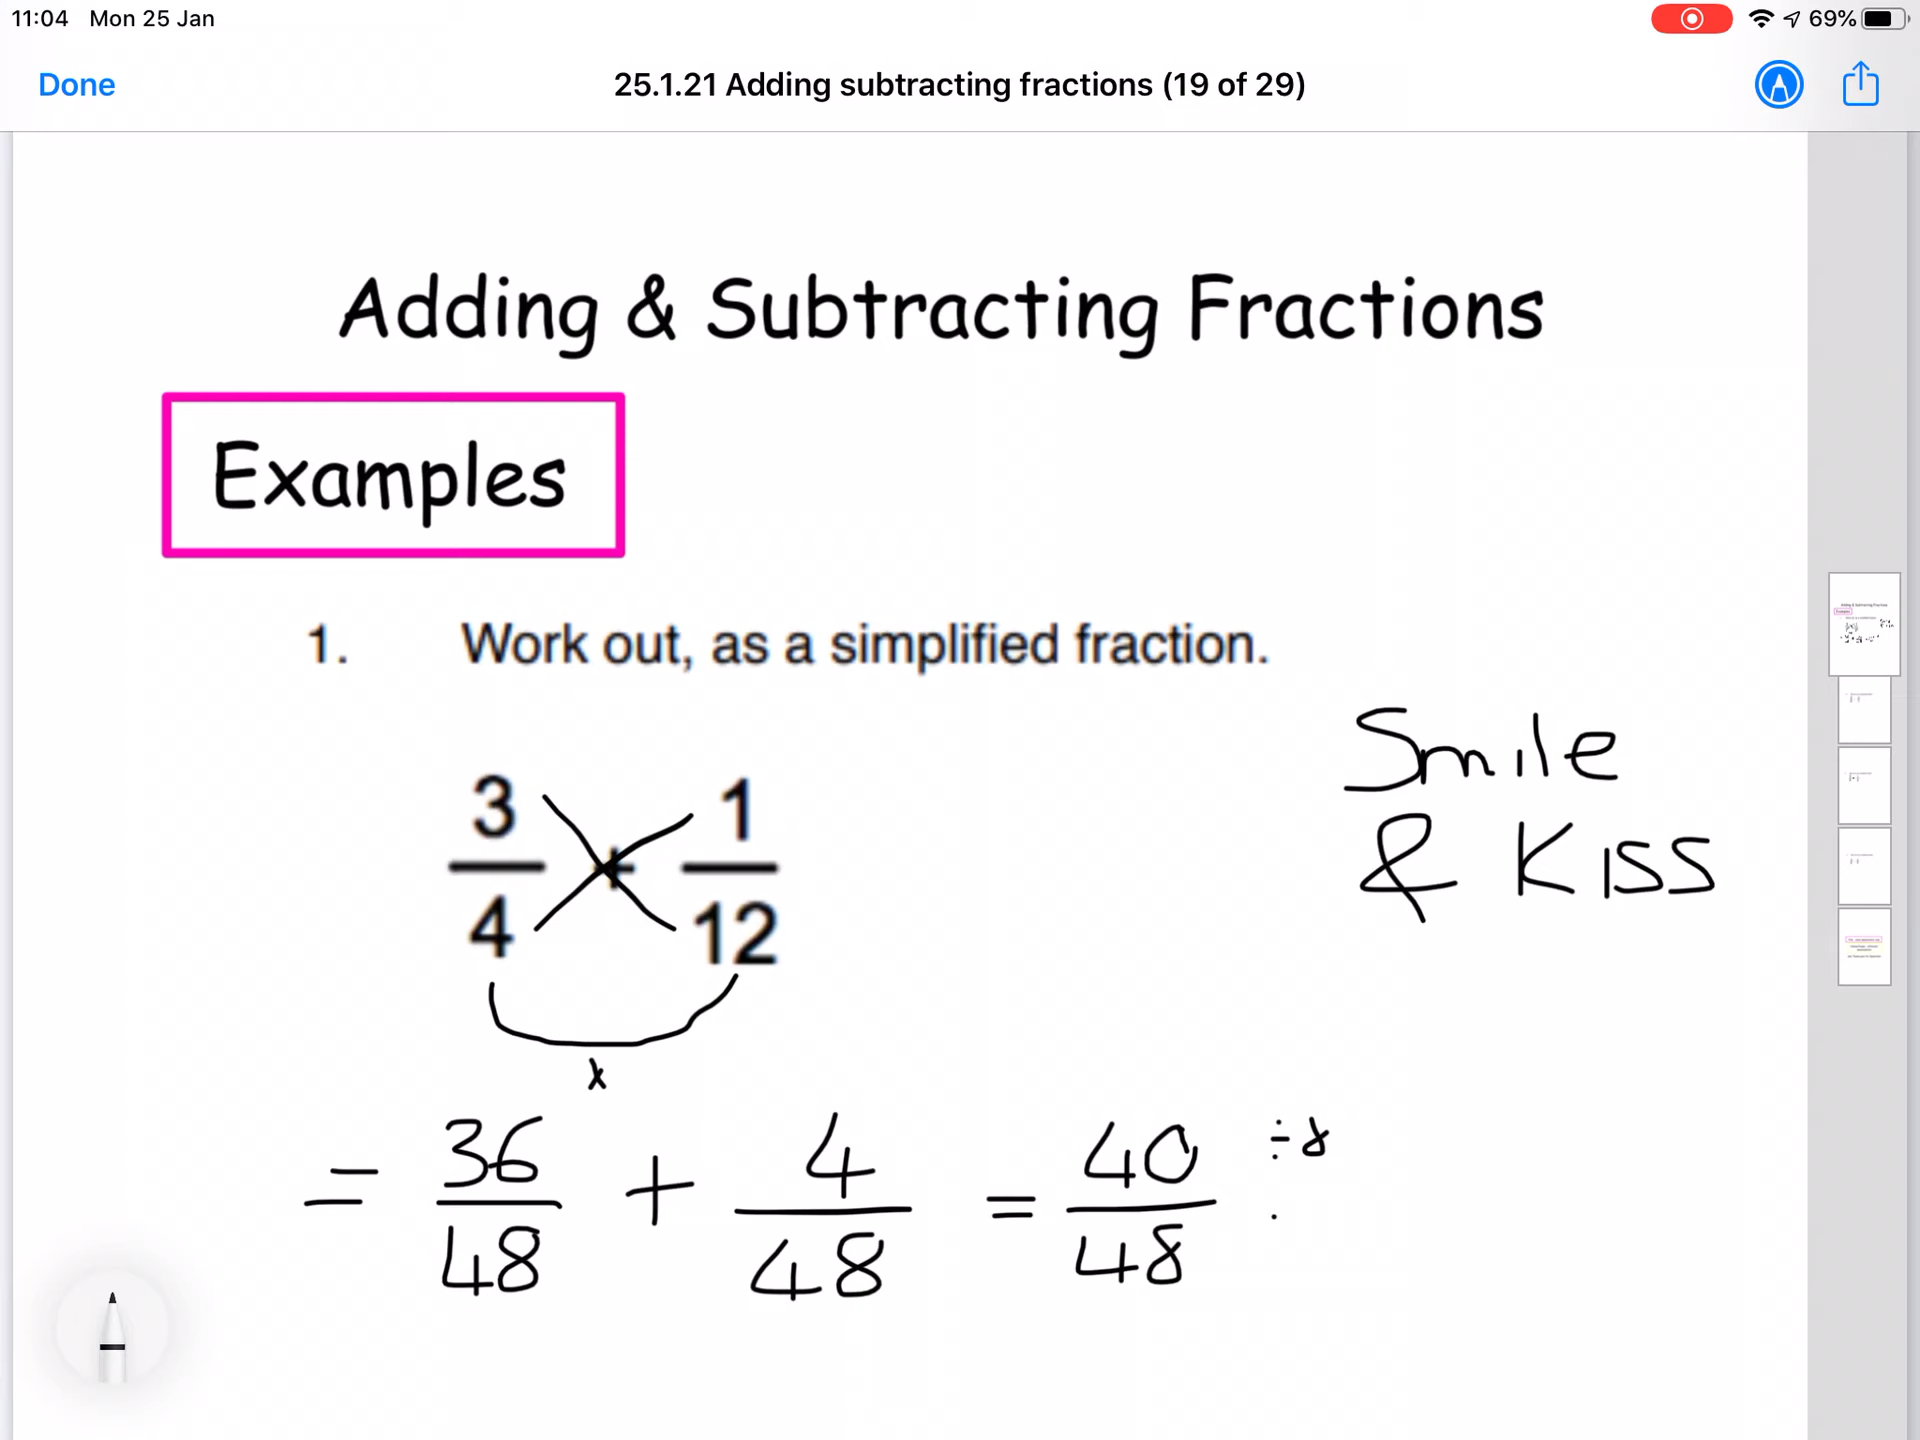 11:04 Mon 25 Jan
69%
Done
25.1.21 Adding subtracting fractions (19 of 29)
Adding & Subtracting Fractions
Examples
1. Work out, as a simplified fraction.
Smile
& Kiss
3/4 + 1/12
x
= 36/48 + 4/48 = 40/48 ÷8